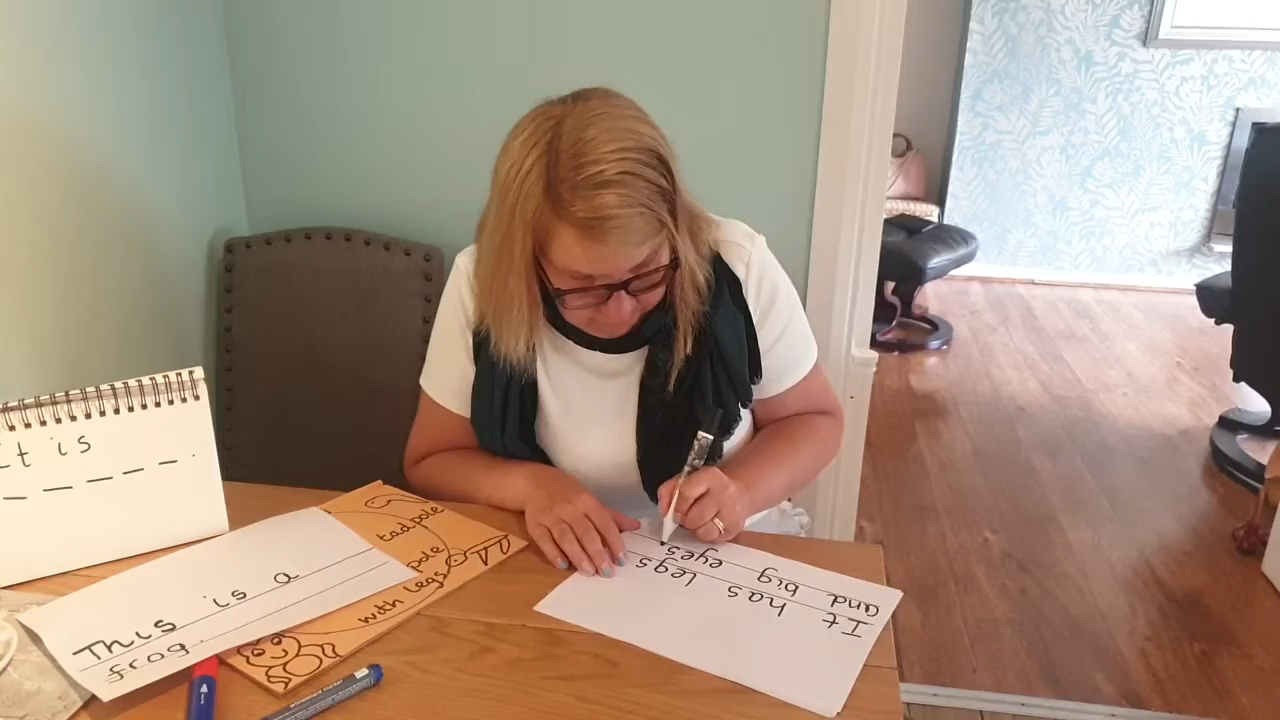 it is
This is a
frog.
tadpole
pole
with legs
It has legs
and big eyes